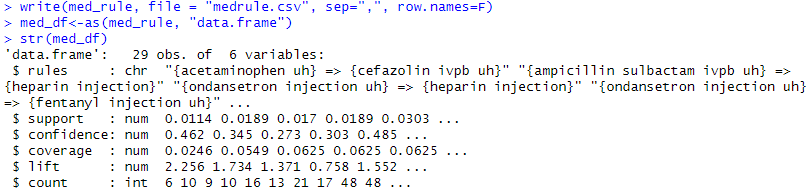 > write(med_rule, file = "medrule.csv", sep=",", row.names=F)
> med_df<-as(med_rule, "data.frame")
> str(med_df)
'data.frame':   29 obs. of  6 variables:
 $ rules     : chr  "{acetaminophen uh} => {cefazolin ivpb uh}" "{ampicillin sulbactam ivpb uh} =>
{heparin injection}" "{ondansetron injection uh} => {heparin injection}" "{ondansetron injection uh}
=> {fentanyl injection uh}" ...
 $ support   : num  0.0114 0.0189 0.017 0.0189 0.0303 ...
 $ confidence: num  0.462 0.345 0.273 0.303 0.485 ...
 $ coverage  : num  0.0246 0.0549 0.0625 0.0625 0.0625 ...
 $ lift      : num  2.256 1.734 1.371 0.758 1.552 ...
 $ count     : int  6 10 9 10 16 13 21 17 48 48 ...